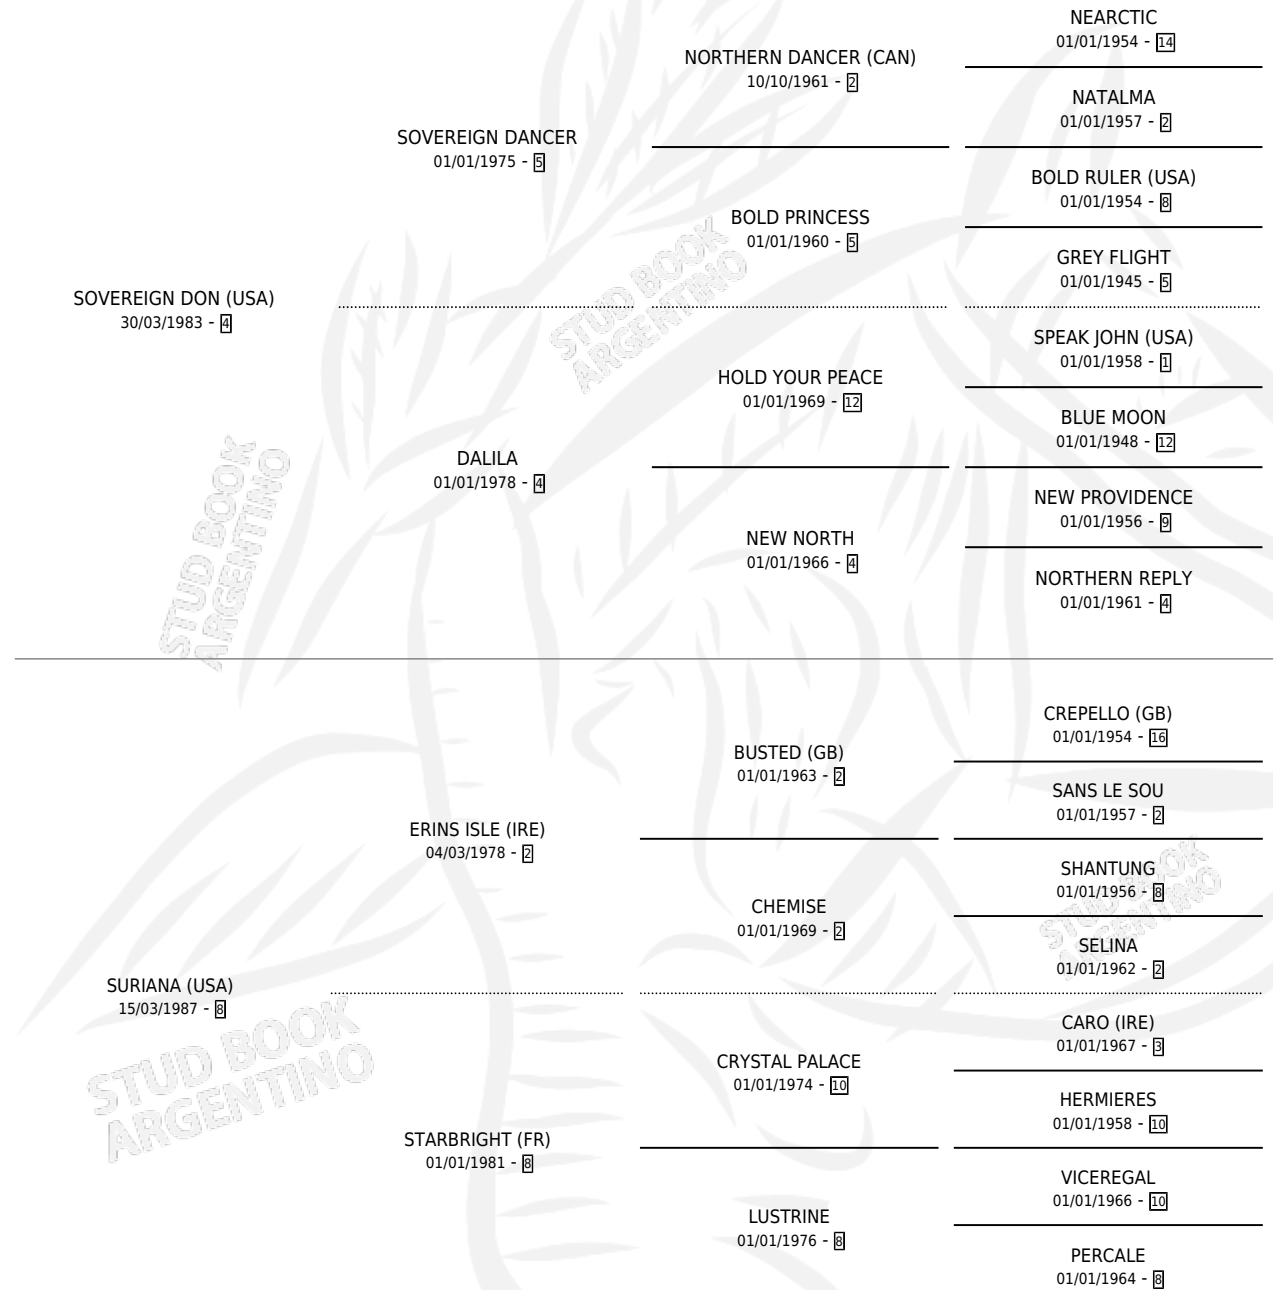 NEARCTIC
01/01/1954 - 14
NORTHERN DANCER (CAN)
10/10/1961 - 2
NATALMA
01/01/1957 - 2
SOVEREIGN DANCER
01/01/1975 - 5
BOLD RULER (USA)
01/01/1954 - 8
BOLD PRINCESS
01/01/1960 - 5
GREY FLIGHT
01/01/1945 - 5
SOVEREIGN DON (USA)
30/03/1983 - 4
STUD BOOK
ARGENTINO
SPEAK JOHN (USA)
01/01/1958 - 1
HOLD YOUR PEACE
01/01/1969 - 12
BLUE MOON
01/01/1948 - 12
DALILA
01/01/1978 - 4
NEW PROVIDENCE
01/01/1956 - 9
NEW NORTH
01/01/1966 - 4
NORTHERN REPLY
01/01/1961 - 4
STUD BOOK
ARGENTINO
CREPELLO (GB)
01/01/1954 - 16
BUSTED (GB)
01/01/1963 - 2
SANS LE SOU
01/01/1957 - 2
ERINS ISLE (IRE)
04/03/1978 - 2
SHANTUNG
01/01/1956 - 8
CHEMISE
01/01/1969 - 2
STUD BOOK
ARGENTINO
SELINA
01/01/1962 - 2
SURIANA (USA)
15/03/1987 - 8
CARO (IRE)
01/01/1967 - 3
CRYSTAL PALACE
01/01/1974 - 10
HERMIERES
01/01/1958 - 10
STUD BOOK
ARGENTINO
STARBRIGHT (FR)
01/01/1981 - 8
VICEREGAL
01/01/1966 - 10
LUSTRINE
01/01/1976 - 8
PERCALE
01/01/1964 - 8